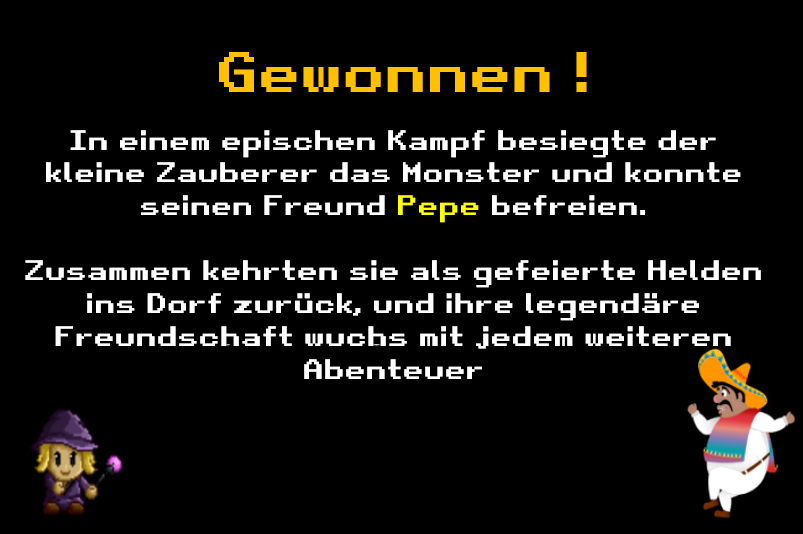 Gewonnen !
In einem epischen Kampf besiegte der
kleine Zauberer das Monster und konnte
seinen Freund Pepe befreien.
Zusammen kehrten sie als gefeierte Helden
ins Dorf zurück, und ihre legendäre
Freundschaft wuchs mit jedem weiteren
Abenteuer